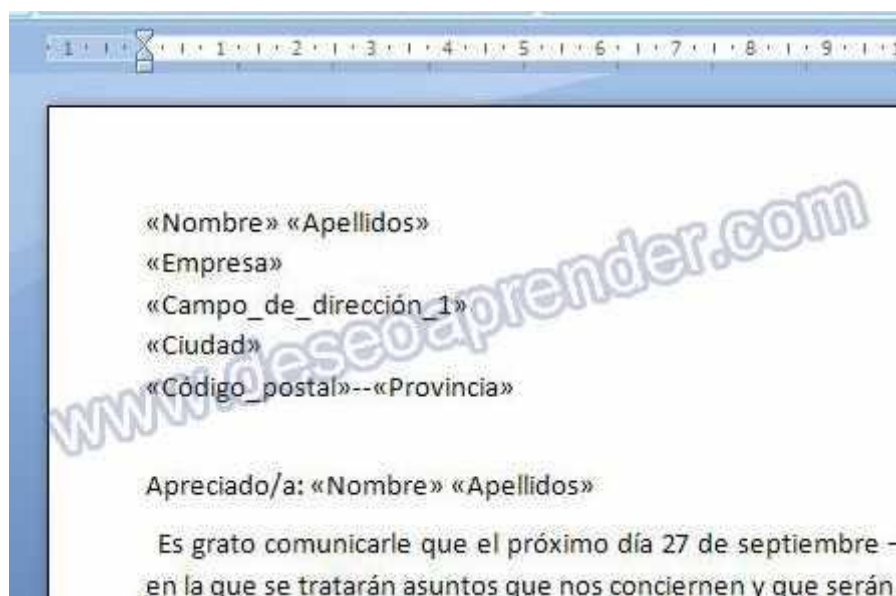 1 1 2 3 4 5 6 7 8 9
«Nombre» «Apellidos»
«Empresa»
«Campo_de_dirección_1»
«Ciudad»
«Código_postal»--«Provincia»
www.deseoaprender.com
Apreciado/a: «Nombre» «Apellidos»
Es grato comunicarle que el próximo día 27 de septiembre –
en la que se tratarán asuntos que nos conciernen y que serán